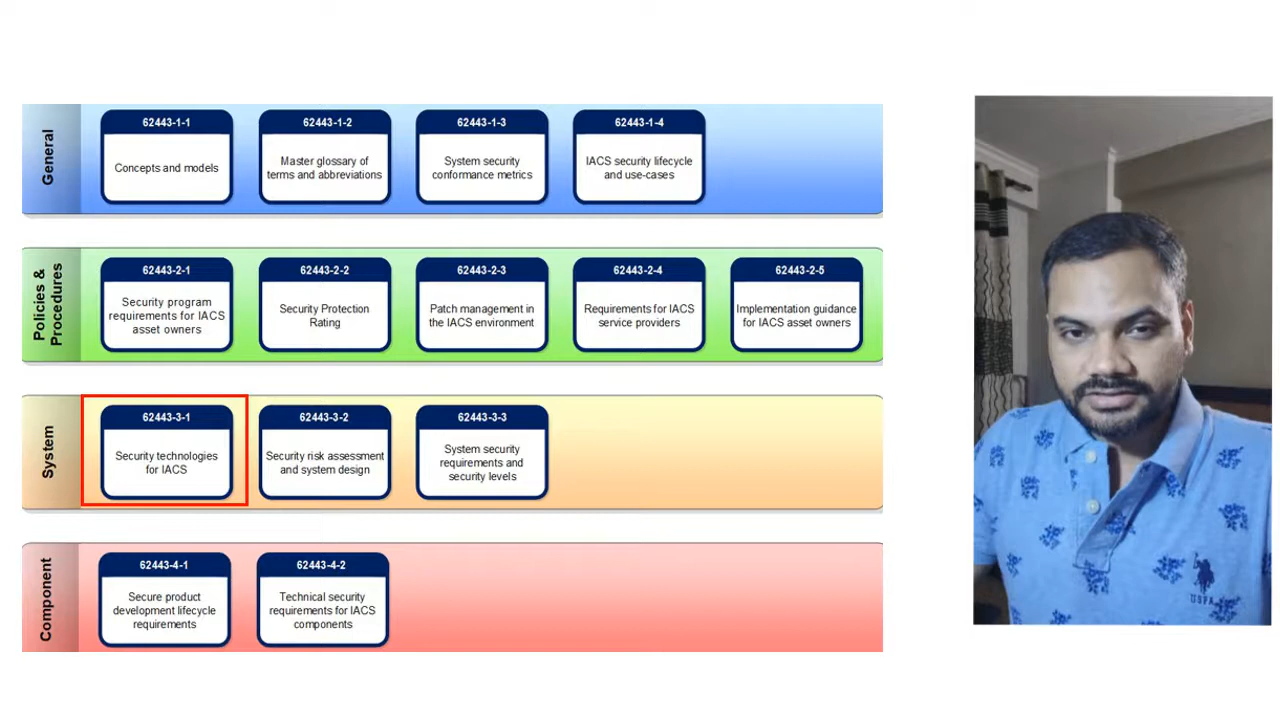 General
62443-1-1
Concepts and models
62443-1-2
Master glossary of
terms and abbreviations
62443-1-3
System security
conformance metrics
62443-1-4
IACS security lifecycle
and use-cases
Policies &
Procedures
62443-2-1
Security program
requirements for IACS
asset owners
62443-2-2
Security Protection
Rating
62443-2-3
Patch management in
the IACS environment
62443-2-4
Requirements for IACS
service providers
62443-2-5
Implementation guidance
for IACS asset owners
System
62443-3-1
Security technologies
for IACS
62443-3-2
Security risk assessment
and system design
62443-3-3
System security
requirements and
security levels
Component
62443-4-1
Secure product
development lifecycle
requirements
62443-4-2
Technical security
requirements for IACS
components
USPA